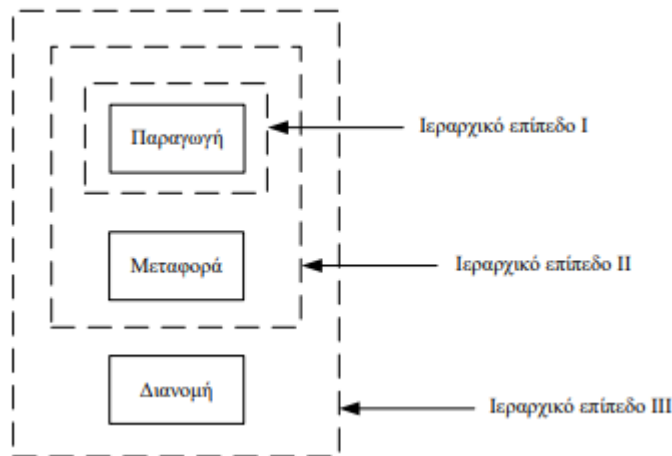 Παραγωγή
Ιεραρχικό επίπεδο Ι
Μεταφορά
Ιεραρχικό επίπεδο ΙΙ
Διανομή
Ιεραρχικό επίπεδο ΙΙΙ